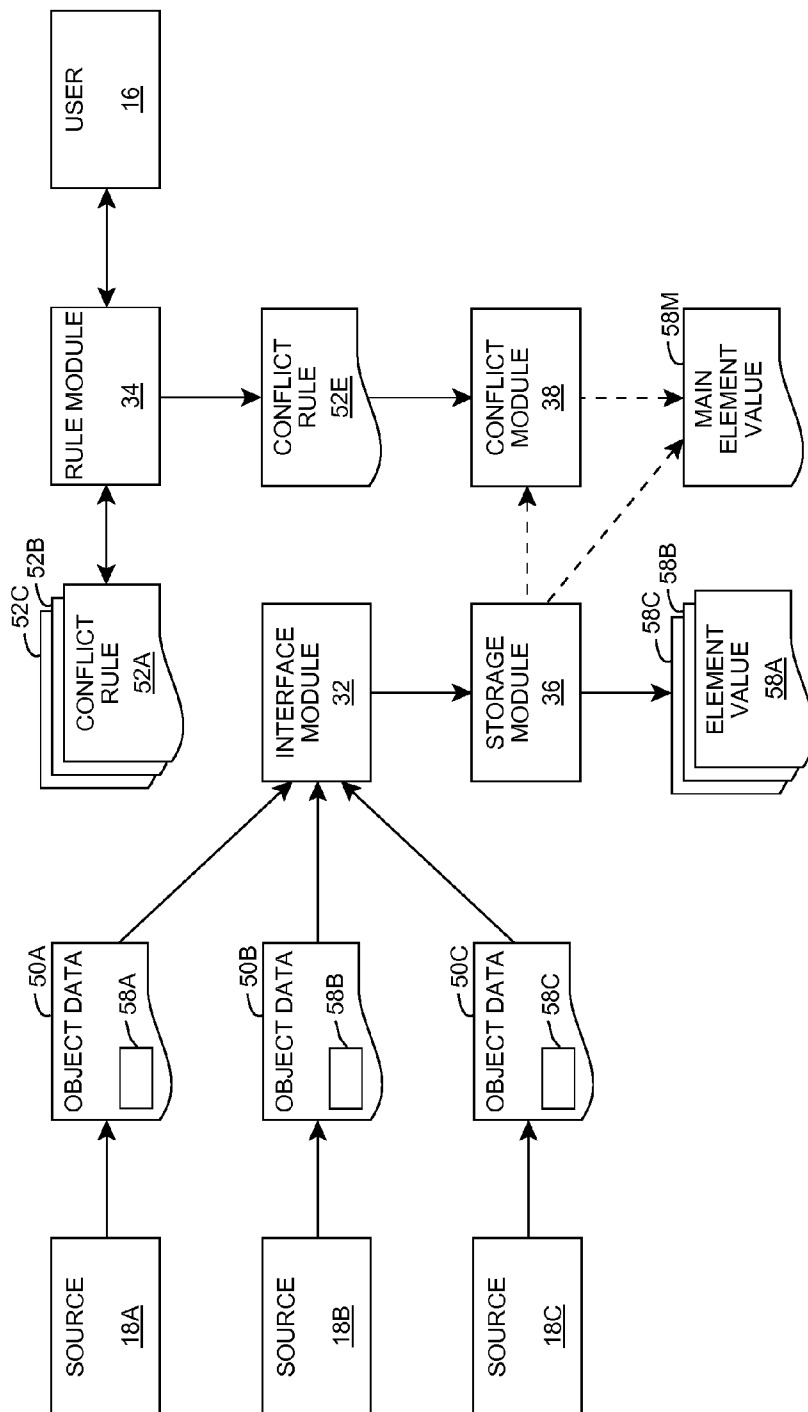 SOURCE
18A
SOURCE
18B
SOURCE
18C
50A
OBJECT DATA
58A
50B
OBJECT DATA
58B
50C
OBJECT DATA
58C
52C
52B
CONFLICT
RULE
52A
RULE MODULE
34
USER
16
INTERFACE
MODULE
32
CONFLICT
RULE
52E
STORAGE
MODULE
36
CONFLICT
MODULE
38
58C
58B
ELEMENT
VALUE
58A
58M
MAIN
ELEMENT
VALUE